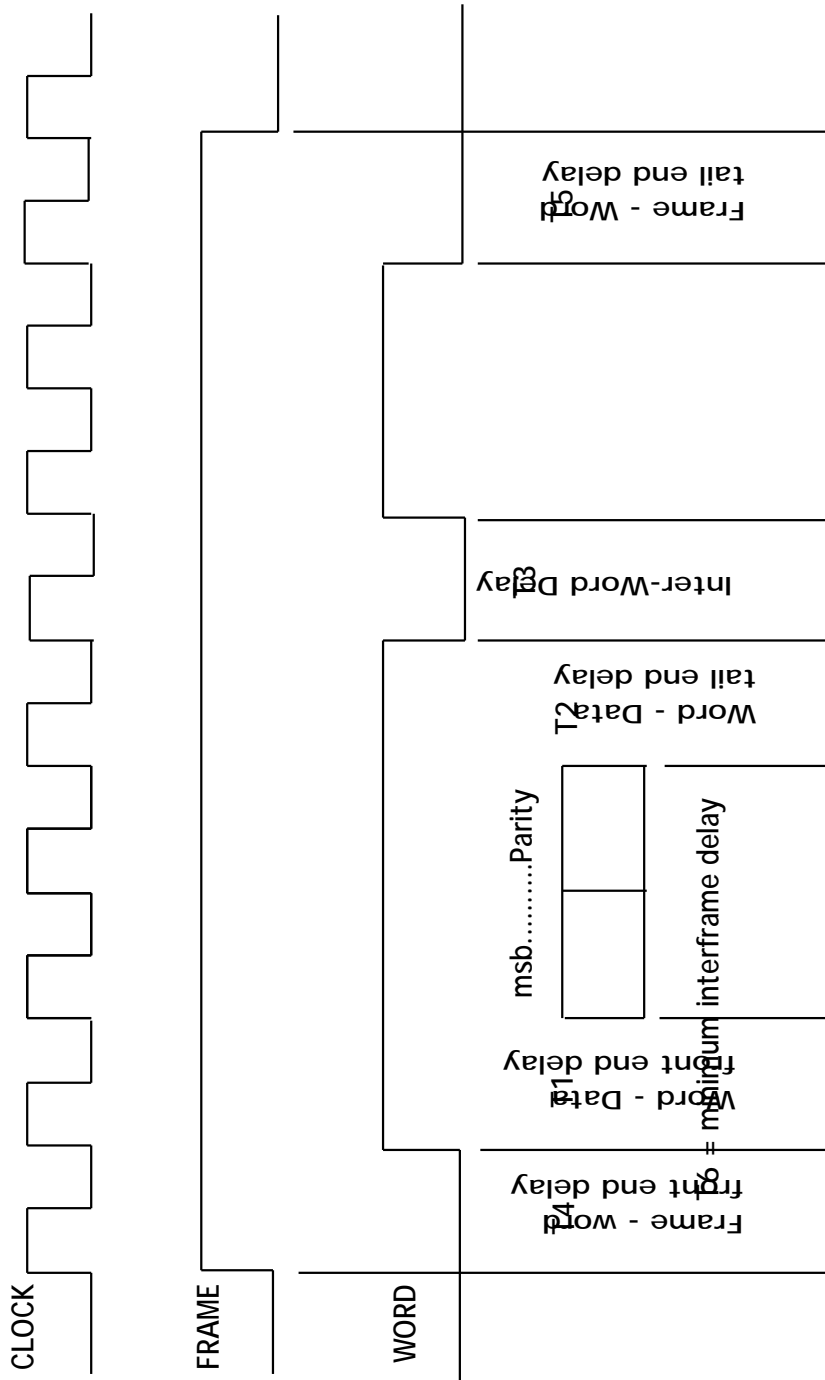 CLOCK
FRAME
WORD
T4
Frame - word
front end delay
T1
Word - Data
front end delay
msb...........Parity
T6 = minimum interframe delay
T2
Word - Data
tail end delay
T3
Inter-Word Delay
T5
Frame - Word
tail end delay